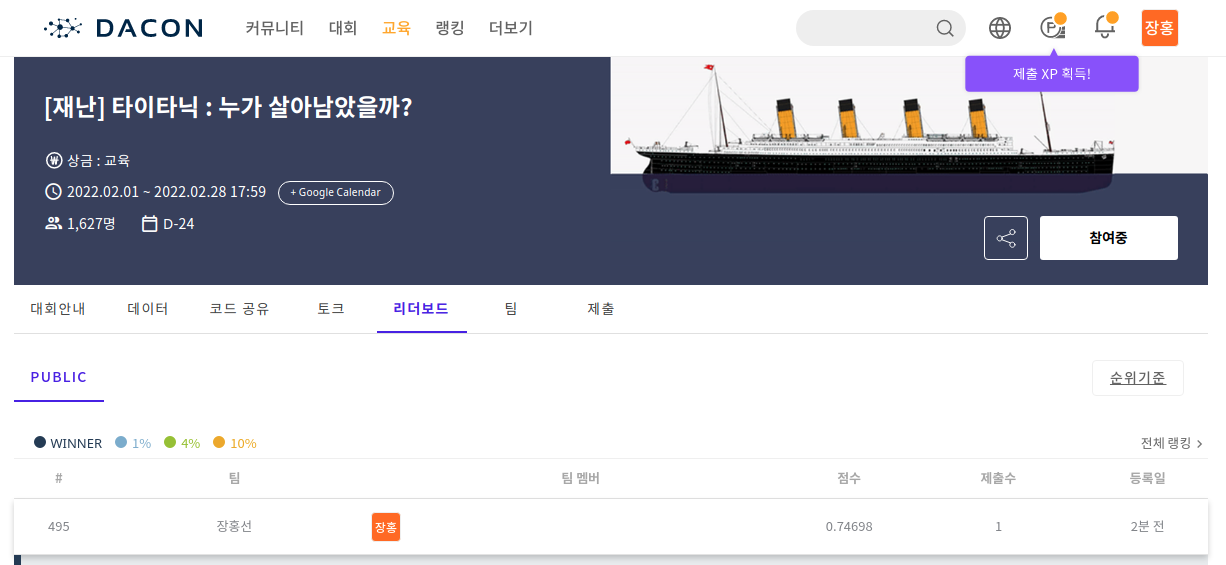 DACON 커뮤니티 대회 교육 랭킹 더보기 장홍
제출 XP 획득!
[재난] 타이타닉 : 누가 살아남았을까?
상금 : 교육
2022.02.01 ~ 2022.02.28 17:59 + Google Calendar
1,627명 D-24
참여중
대회안내 데이터 코드 공유 토크 리더보드 팀 제출
PUBLIC
순위기준
WINNER 1% 4% 10% 전체 랭킹 >
# 팀 팀 멤버 점수 제출수 등록일
495 장홍선 장홍 0.74698 1 2분 전